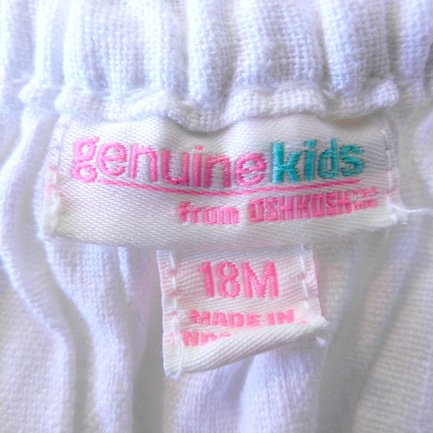 genuinekids
from OSHKOSH
18M
MADE IN